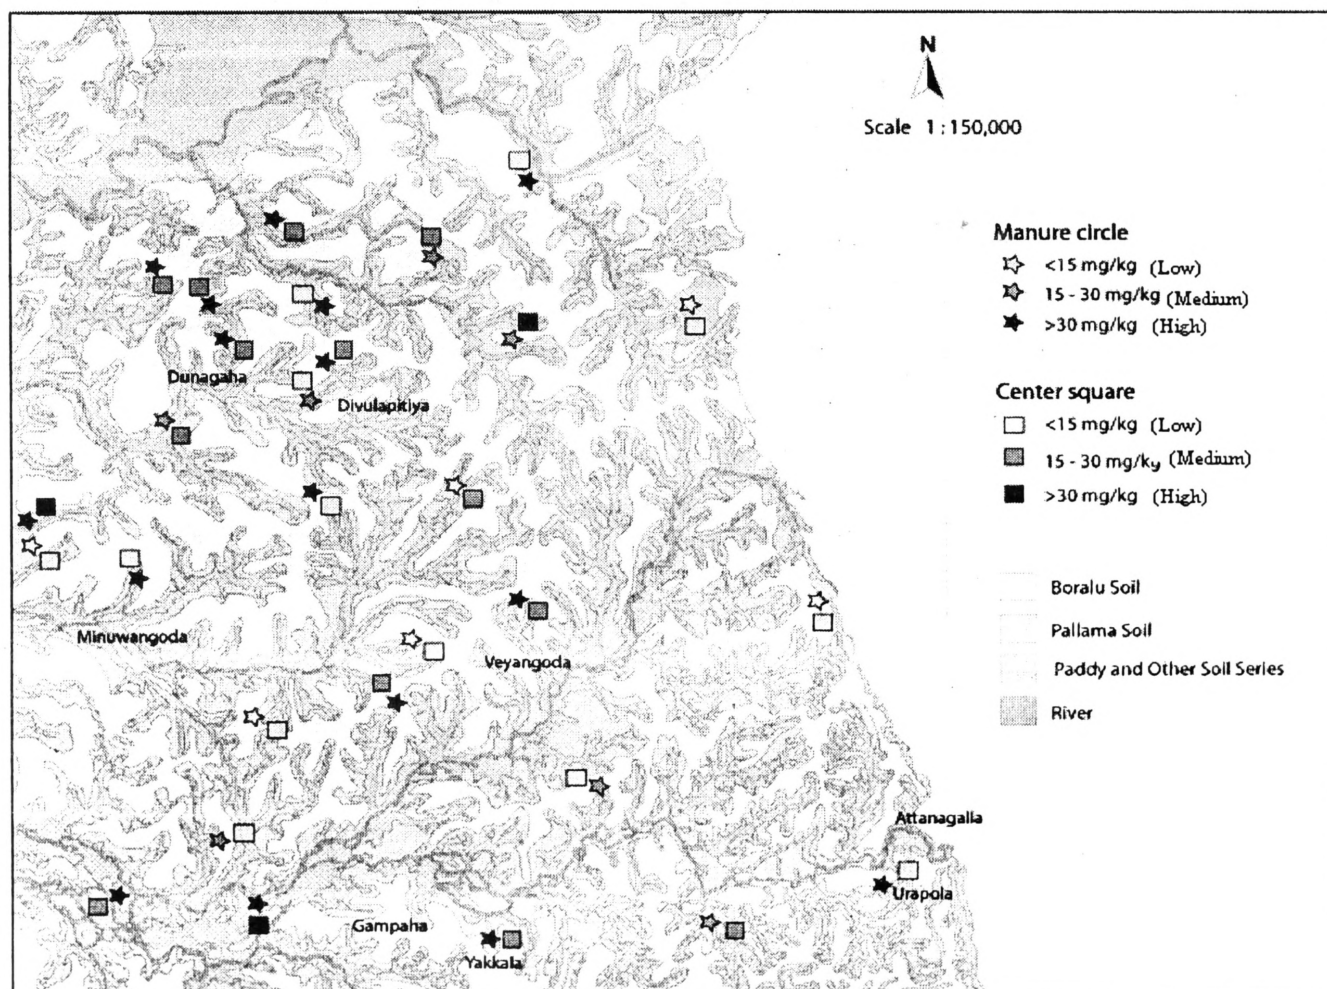 N
Scale 1 : 150,000
Manure circle
<15 mg/kg (Low)
15 - 30 mg/kg (Medium)
>30 mg/kg (High)
Center square
<15 mg/kg (Low)
15 - 30 mg/kg (Medium)
>30 mg/kg (High)
Boralu Soil
Pallama Soil
Paddy and Other Soil Series
River
Dunagaha
Divulapitiya
Minuwangoda
Veyangoda
Attanagalla
Urapola
Gampaha
Yakkala